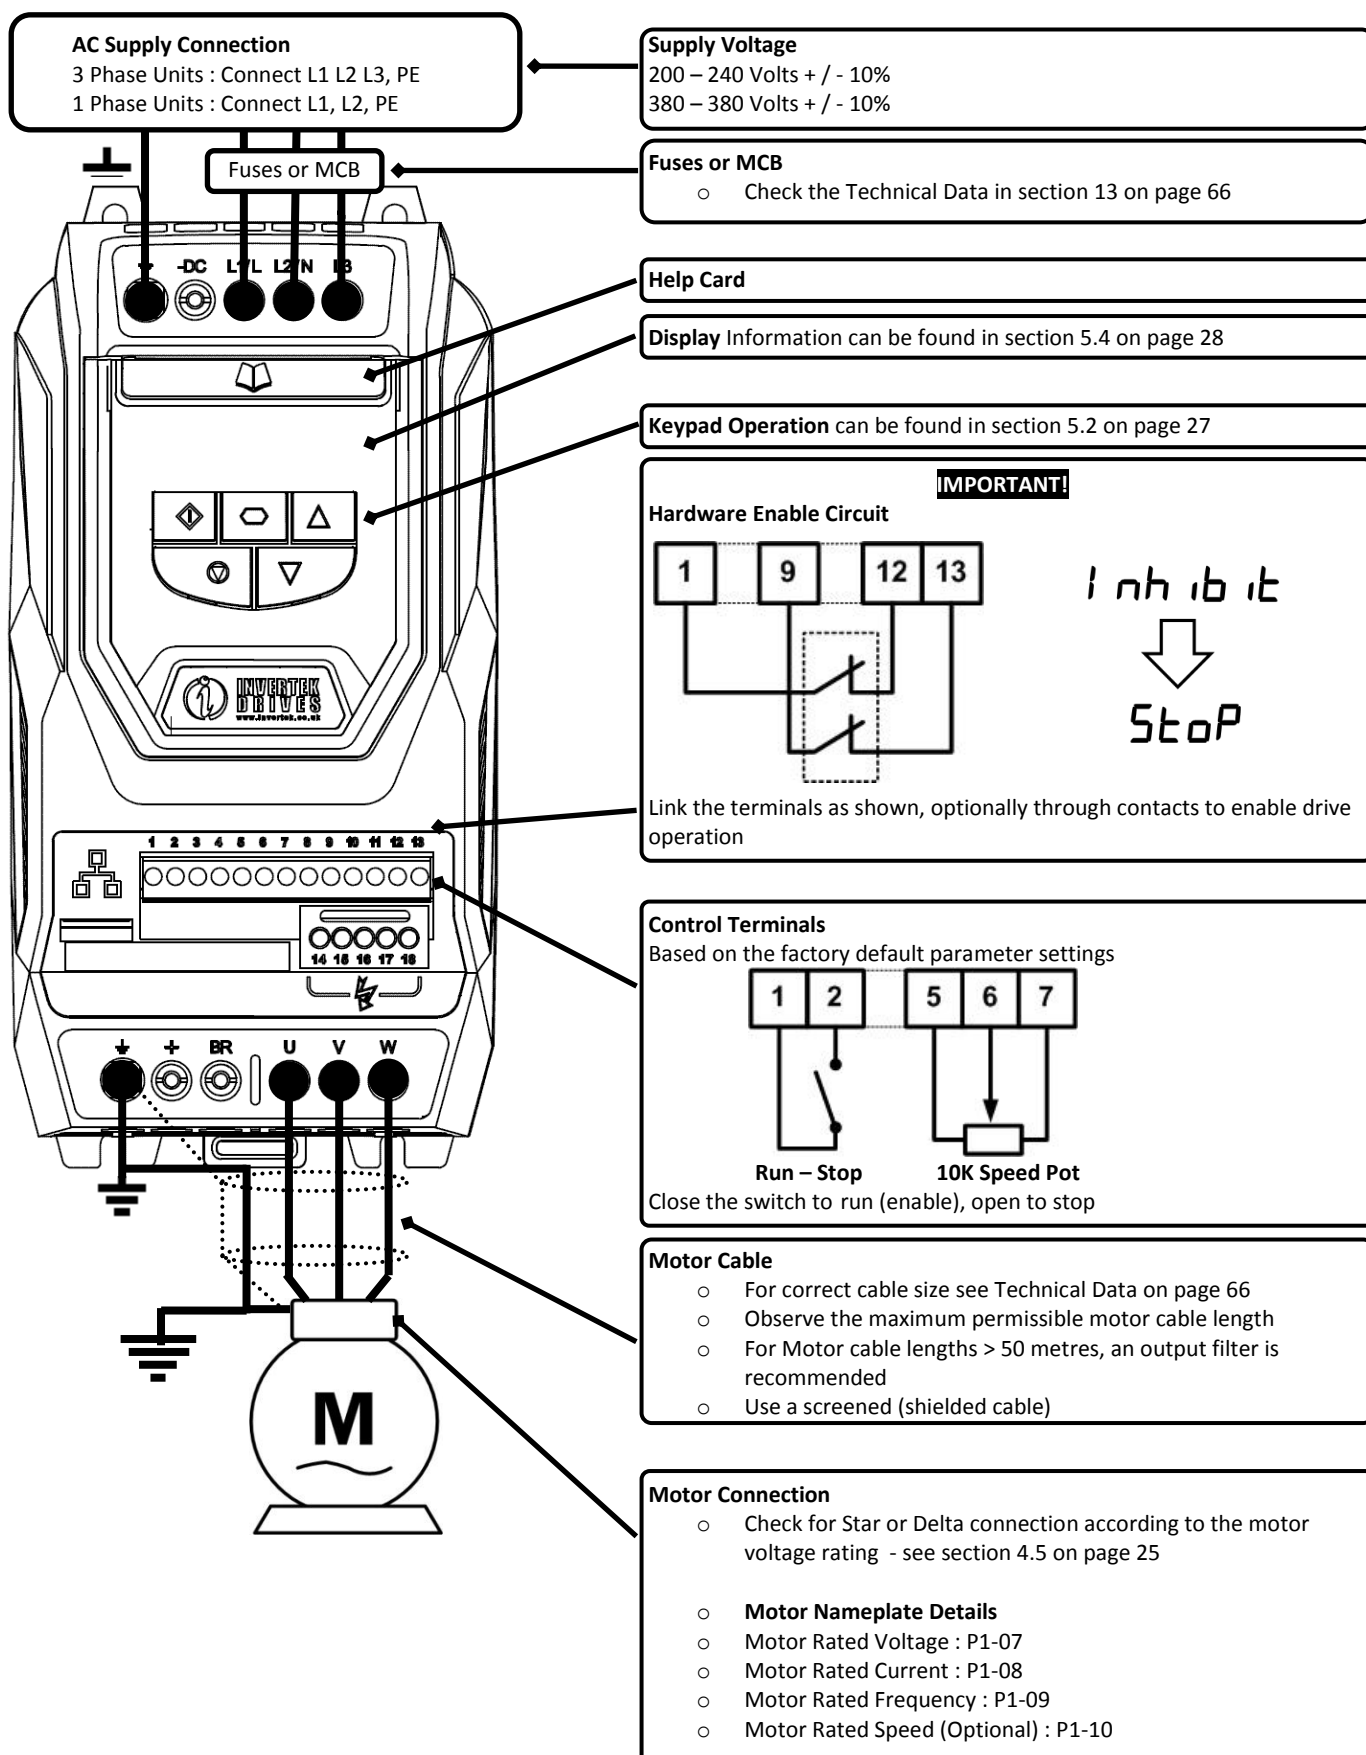 AC Supply Connection
3 Phase Units : Connect L1 L2 L3, PE
1 Phase Units : Connect L1, L2, PE
Supply Voltage
200 – 240 Volts + / - 10%
380 – 380 Volts + / - 10%
Fuses or MCB
Fuses or MCB
o Check the Technical Data in section 13 on page 66
-DC L1/L L2/N L3
Help Card
Display Information can be found in section 5.4 on page 28
Keypad Operation can be found in section 5.2 on page 27
INVERTEK
DRIVES
www.invertek.co.uk
IMPORTANT!
Hardware Enable Circuit
1 9 12 13
Inhibit
StoP
Link the terminals as shown, optionally through contacts to enable drive
operation
1 2 3 4 5 6 7 8 9 10 11 12 13
14 15 16 17 18
Control Terminals
Based on the factory default parameter settings
1 2 5 6 7
Run – Stop 10K Speed Pot
Close the switch to run (enable), open to stop
+ BR U V W
Motor Cable
o For correct cable size see Technical Data on page 66
o Observe the maximum permissible motor cable length
o For Motor cable lengths > 50 metres, an output filter is
recommended
o Use a screened (shielded cable)
M
Motor Connection
o Check for Star or Delta connection according to the motor
voltage rating - see section 4.5 on page 25
o Motor Nameplate Details
o Motor Rated Voltage : P1-07
o Motor Rated Current : P1-08
o Motor Rated Frequency : P1-09
o Motor Rated Speed (Optional) : P1-10